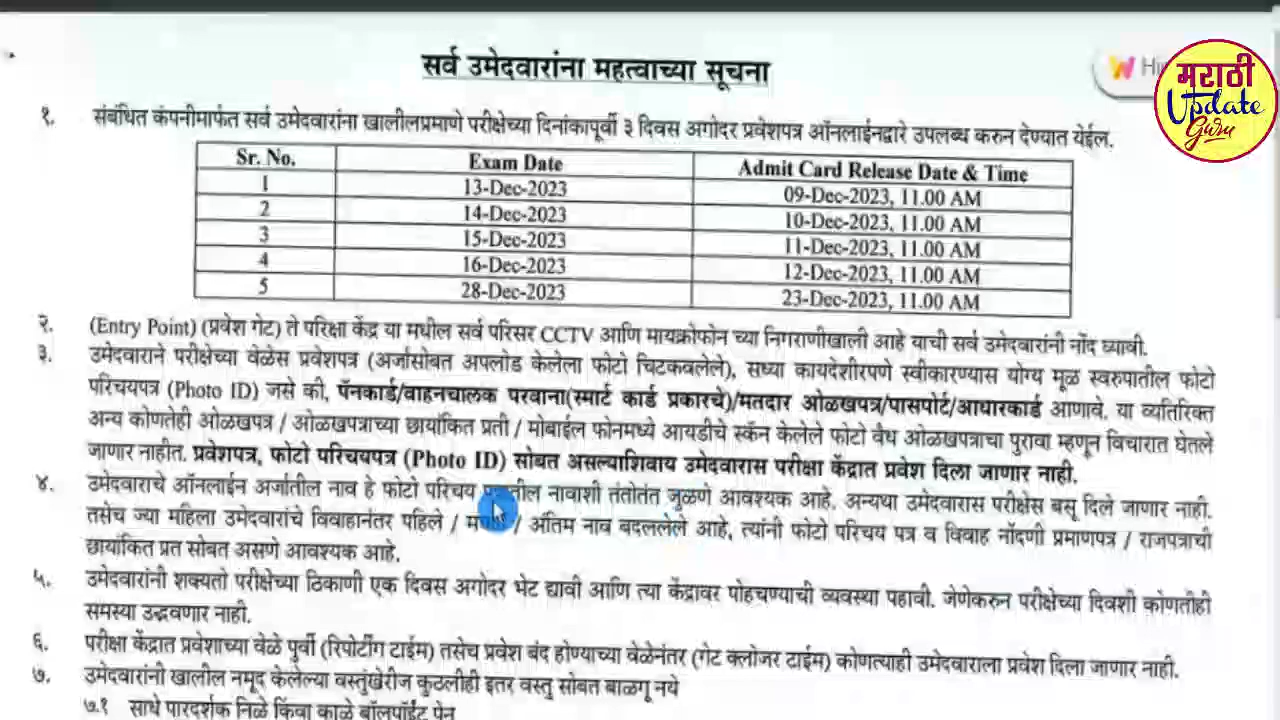 सर्व उमेदवारांना महत्वाच्या सूचना
मराठी
Update
Guru
१. संबंधित कंपनीमार्फत सर्व उमेदवारांना खालीलप्रमाणे परीक्षेच्या दिनांकापूर्वी ३ दिवस अगोदर प्रवेशपत्र ऑनलाईनद्वारे उपलब्ध करुन देण्यात येईल.
Sr. No. Exam Date Admit Card Release Date & Time
1 13-Dec-2023 09-Dec-2023, 11.00 AM
2 14-Dec-2023 10-Dec-2023, 11.00 AM
3 15-Dec-2023 11-Dec-2023, 11.00 AM
4 16-Dec-2023 12-Dec-2023, 11.00 AM
5 28-Dec-2023 23-Dec-2023, 11.00 AM
२. (Entry Point) (प्रवेश गेट) ते परिक्षा केंद्र या मधील सर्व परिसर CCTV आणि मायक्रोफोन च्या निगराणीखाली आहे याची सर्व उमेदवारांनी नोंद घ्यावी.
३. उमेदवाराने परीक्षेच्या वेळेस प्रवेशपत्र (अर्जासोबत अपलोड केलेला फोटो चिटकवलेले), सध्या कायदेशीरपणे स्वीकारण्यास योग्य मूळ स्वरुपातील फोटो
परिचयपत्र (Photo ID) जसे की, पॅनकार्ड/वाहनचालक परवाना(स्मार्ट कार्ड प्रकारचे)/मतदार ओळखपत्र/पासपोर्ट/आधारकार्ड आणावे. या व्यतिरिक्त
अन्य कोणतेही ओळखपत्र / ओळखपत्राच्या छायांकित प्रती / मोबाईल फोनमध्ये आयडीचे स्कॅन केलेले फोटो वैध ओळखपत्राचा पुरावा म्हणून विचारात घेतले
जाणार नाहीत. प्रवेशपत्र, फोटो परिचयपत्र (Photo ID) सोबत असल्याशिवाय उमेदवारास परीक्षा केंद्रात प्रवेश दिला जाणार नाही.
४. उमेदवाराचे ऑनलाईन अर्जातील नाव हे फोटो परिचय नावाशी तंतोतंत जुळणे आवश्यक आहे. अन्यथा उमेदवारास परीक्षेस बसू दिले जाणार नाही.
तसेच ज्या महिला उमेदवारांचे विवाहानंतर पहिले / / अंतिम नाव बदललेले आहे, त्यांनी फोटो परिचय पत्र व विवाह नोंदणी प्रमाणपत्र / राजपत्राची
छायांकित प्रत सोबत असणे आवश्यक आहे.
५. उमेदवारांनी शक्यतो परीक्षेच्या ठिकाणी एक दिवस अगोदर भेट द्यावी आणि त्या केंद्रावर पोहचण्याची व्यवस्था पहावी. जेणेकरुन परीक्षेच्या दिवशी कोणतीही
समस्या उद्भवणार नाही.
६. परीक्षा केंद्रात प्रवेशाच्या वेळे पुर्वी (रिपोर्टींग टाईम) तसेच प्रवेश बंद होण्याच्या वेळेनंतर (गेट क्लोजर टाईम) कोणत्याही उमेदवाराला प्रवेश दिला जाणार नाही.
७. उमेदवारांनी खालील नमूद केलेल्या वस्तुंखेरीज कुठलीही इतर वस्तु सोबत बाळगू नये
७.१ साधे पारदर्शक निळे किंवा काळे बॉलपॉईंट पेन